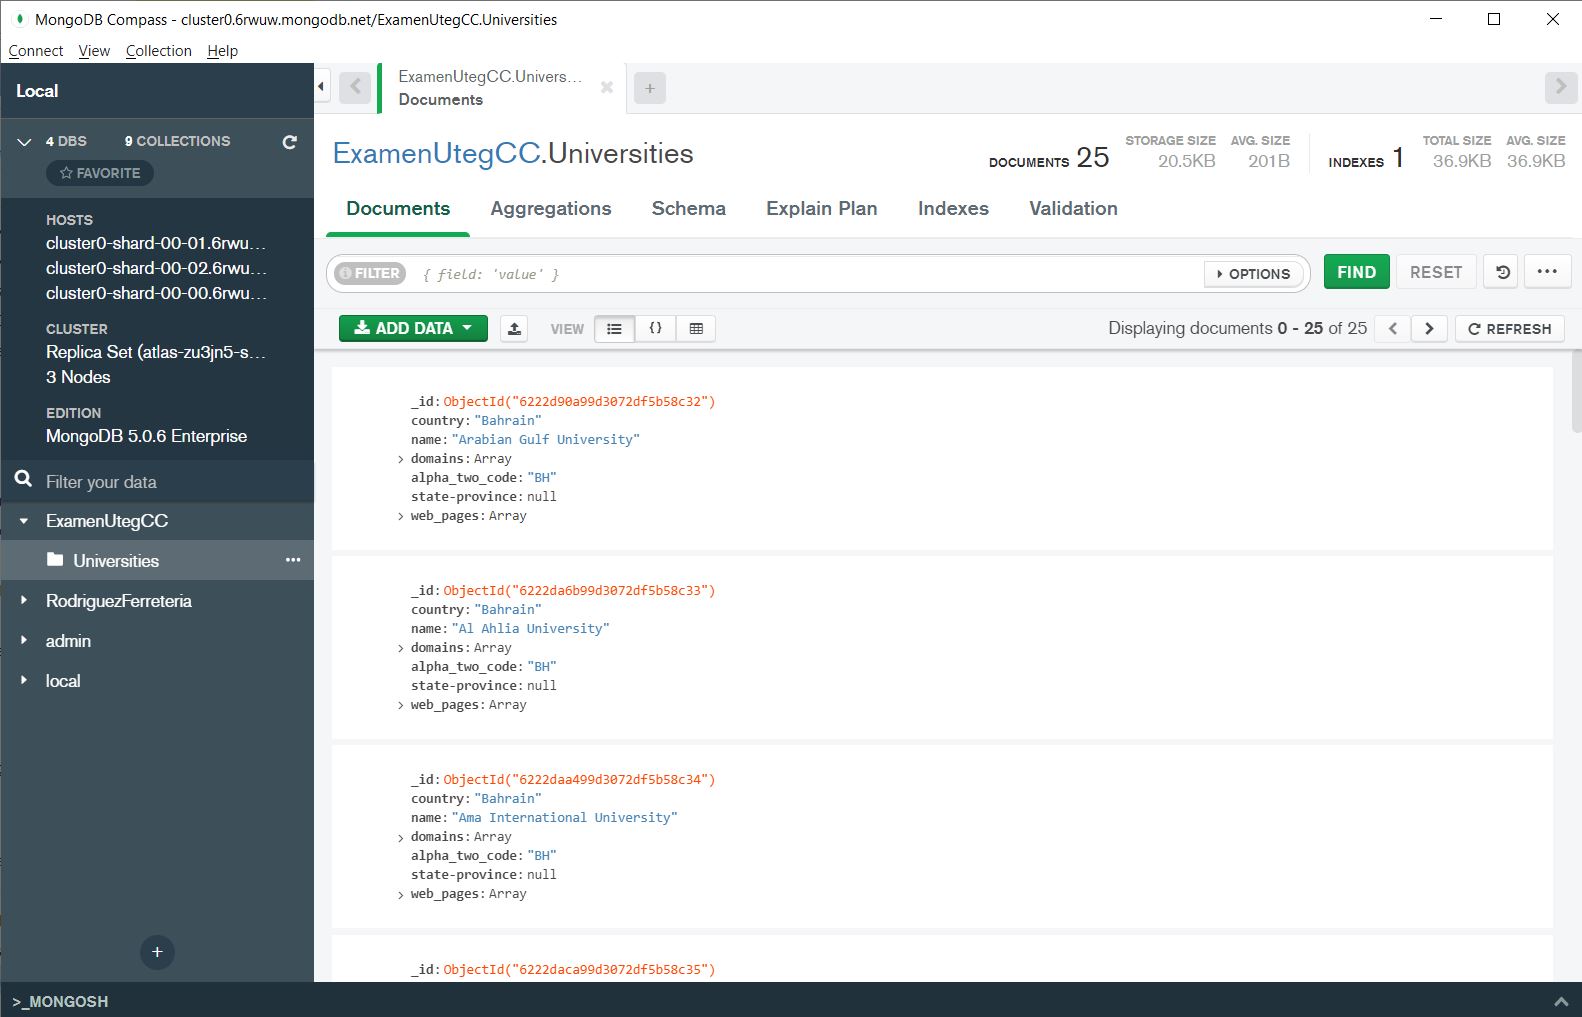 MongoDB Compass - cluster0.6rwuw.mongodb.net/ExamenUtegCC.Universities
Connect View Collection Help
Local
4 DBS 9 COLLECTIONS
FAVORITE
HOSTS
cluster0-shard-00-01.6rwu...
cluster0-shard-00-02.6rwu...
cluster0-shard-00-00.6rwu...
CLUSTER
Replica Set (atlas-zu3jn5-s...
3 Nodes
EDITION
MongoDB 5.0.6 Enterprise
Filter your data
ExamenUtegCC
Universities
RodriguezFerreteria
admin
local
>_MONGOSH
ExamenUtegCC.Univers...
Documents
ExamenUtegCC.Universities
DOCUMENTS 25
STORAGE SIZE
20.5KB
AVG. SIZE
201B
INDEXES 1
TOTAL SIZE
36.9KB
AVG. SIZE
36.9KB
Documents Aggregations Schema Explain Plan Indexes Validation
FILTER { field: 'value' } OPTIONS FIND RESET
ADD DATA VIEW {} Displaying documents 0 - 25 of 25 REFRESH
_id: ObjectId("6222d90a99d3072df5b58c32")
country: "Bahrain"
name: "Arabian Gulf University"
domains: Array
alpha_two_code: "BH"
state-province: null
web_pages: Array
_id: ObjectId("6222da6b99d3072df5b58c33")
country: "Bahrain"
name: "Al Ahlia University"
domains: Array
alpha_two_code: "BH"
state-province: null
web_pages: Array
_id: ObjectId("6222daa499d3072df5b58c34")
country: "Bahrain"
name: "Ama International University"
domains: Array
alpha_two_code: "BH"
state-province: null
web_pages: Array
_id: ObjectId("6222daca99d3072df5b58c35")